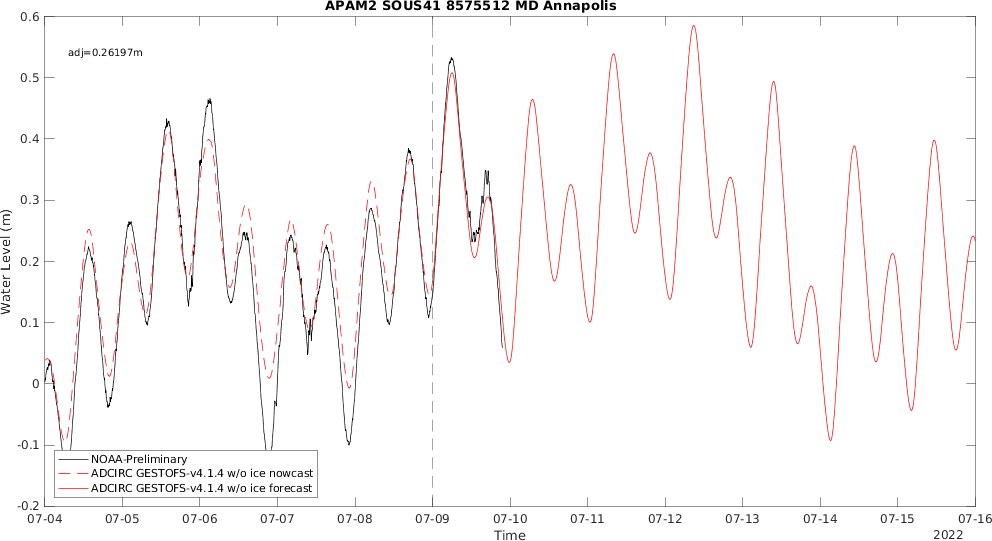 APAM2 SOUS41 8575512 MD Annapolis
adj=0.26197m
Water Level (m)
0.6
0.5
0.4
0.3
0.2
0.1
0
-0.1
-0.2
NOAA-Preliminary
ADCIRC GESTOFS-v4.1.4 w/o ice nowcast
ADCIRC GESTOFS-v4.1.4 w/o ice forecast
07-04 07-05 07-06 07-07 07-08 07-09 07-10 07-11 07-12 07-13 07-14 07-15 07-16
Time
2022